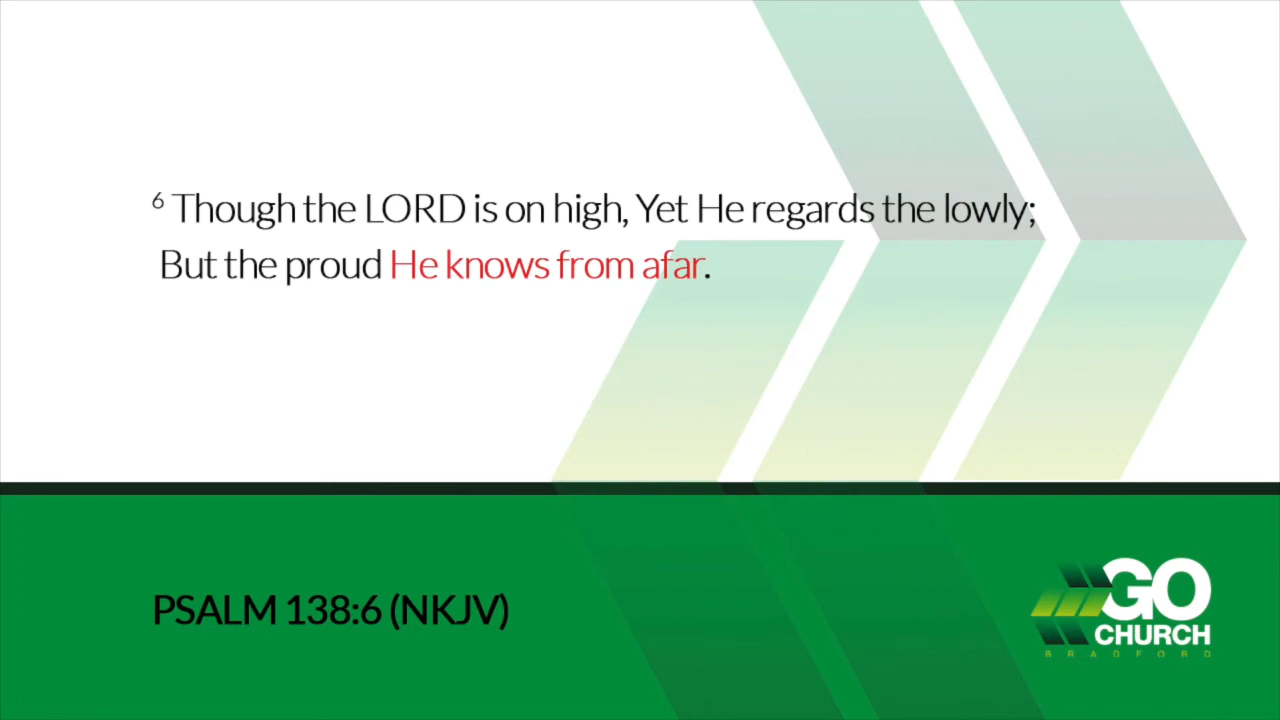 ⁶ Though the LORD is on high, Yet He regards the lowly;
But the proud He knows from afar.
PSALM 138:6 (NKJV)
GO
CHURCH
BRADFORD